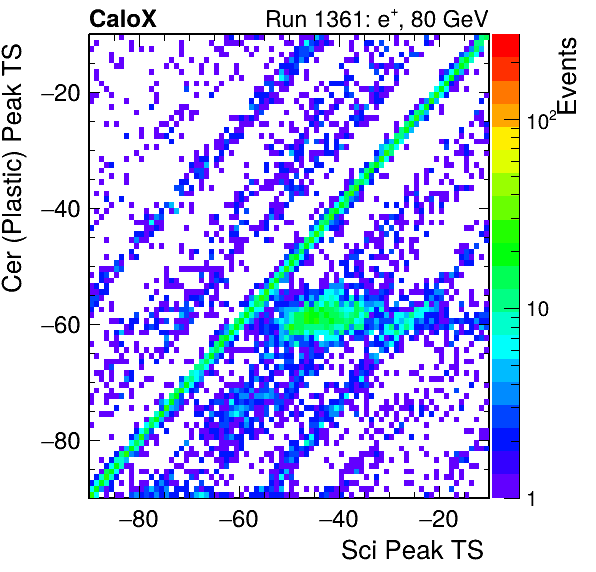 CaloX Run 1361: e⁺, 80 GeV
Cer (Plastic) Peak TS
−20
−40
−60
−80
−80 −60 −40 −20
Sci Peak TS
Events
10²
10
1